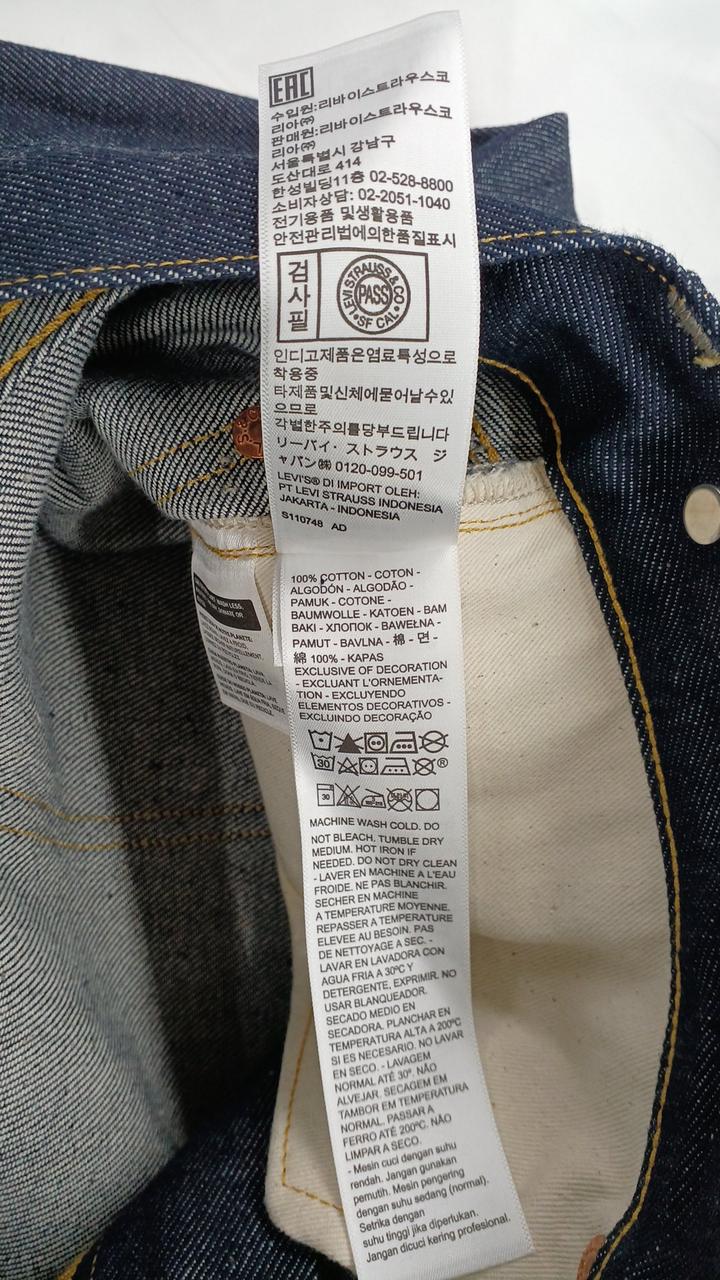 EAC
수입원:리바이스트라우스코
리아㈜
판매원:리바이스트라우스코
리아㈜
서울특별시 강남구
도산대로 414
한성빌딩11층 02-528-8800
소비자상담: 02-2051-1040
전기용품 및생활용품
안전관리법에의한품질표시
검사필
LEVI STRAUSS & CO
PASS
SF CAL
인디고제품은염료특성으로
착용중
타제품및신체에묻어날수있
으므로
각별한주의를당부드립니다
リーバイ・ストラウス ジ
ャパン㈱ 0120-099-501
LEVI'S® DI IMPORT OLEH:
PT LEVI STRAUSS INDONESIA
JAKARTA - INDONESIA
S110748 AD
100% COTTON - COTON -
ALGODÓN - ALGODÃO -
PAMUK - COTONE -
BAUMWOLLE - KATOEN - BAM
BAKI - ХЛОПОК - BAWEŁNA -
PAMUT - BAVLNA - 棉 - 면 -
綿 100% - KAPAS
EXCLUSIVE OF DECORATION
- EXCLUANT L'ORNEMENTA-
TION - EXCLUYENDO
ELEMENTOS DECORATIVOS -
EXCLUINDO DECORAÇÃO
30 ®
30
MACHINE WASH COLD. DO
NOT BLEACH, TUMBLE DRY
MEDIUM. HOT IRON IF
NEEDED. DO NOT DRY CLEAN
- LAVER EN MACHINE A L'EAU
FROIDE. NE PAS BLANCHIR.
SECHER EN MACHINE
A TEMPERATURE MOYENNE.
REPASSER A TEMPERATURE
ELEVEE AU BESOIN. PAS
DE NETTOYAGE A SEC. -
LAVAR EN LAVADORA CON
AGUA FRIA A 30ºC Y
DETERGENTE, EXPRIMIR. NO
USAR BLANQUEADOR.
SECADO MEDIO EN
SECADORA. PLANCHAR EN
TEMPERATURA ALTA A 200ºC
SI ES NECESARIO. NO LAVAR
EN SECO. - LAVAGEM
NORMAL ATÉ 30º. NÃO
ALVEJAR. SECAGEM EM
TAMBOR EM TEMPERATURA
NORMAL. PASSAR A
FERRO ATÉ 200ºC. NÃO
LIMPAR A SECO.
- Mesin cuci dengan suhu
rendah. Jangan gunakan
pemutih. Mesin pengering
dengan suhu sedang (normal).
Setrika dengan
suhu tinggi jika diperlukan.
Jangan dicuci kering profesional.